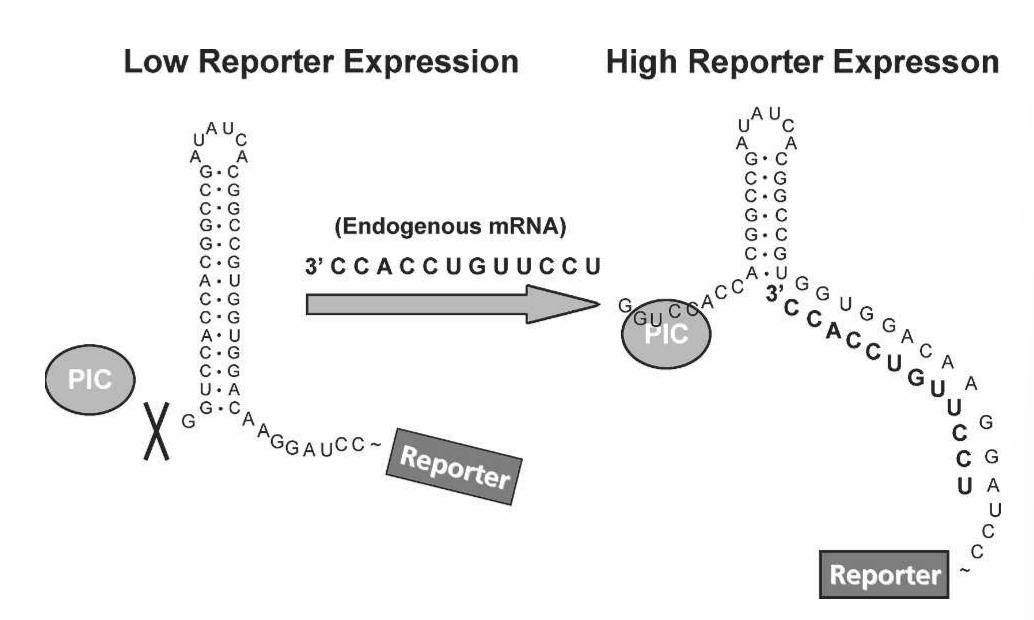 Low Reporter Expression
High Reporter Expresson
A U A U C A
G·C
C·G
C·G
G·C
G·C
C·G
A·U
C·G
C·G
A·U
C·G
C·G
U·A
G·C
G
A A G G A U C C ~
Reporter
PIC
X
(Endogenous mRNA)
3' C C A C C U G U U C C U
A U A U C A
G·C
C·G
C·G
G·C
G·C
C·G
A·U
G G U C C A C C
PIC
G G U G G A C A A G G A U C C ~
3' C C A C C U G U U C C U
Reporter